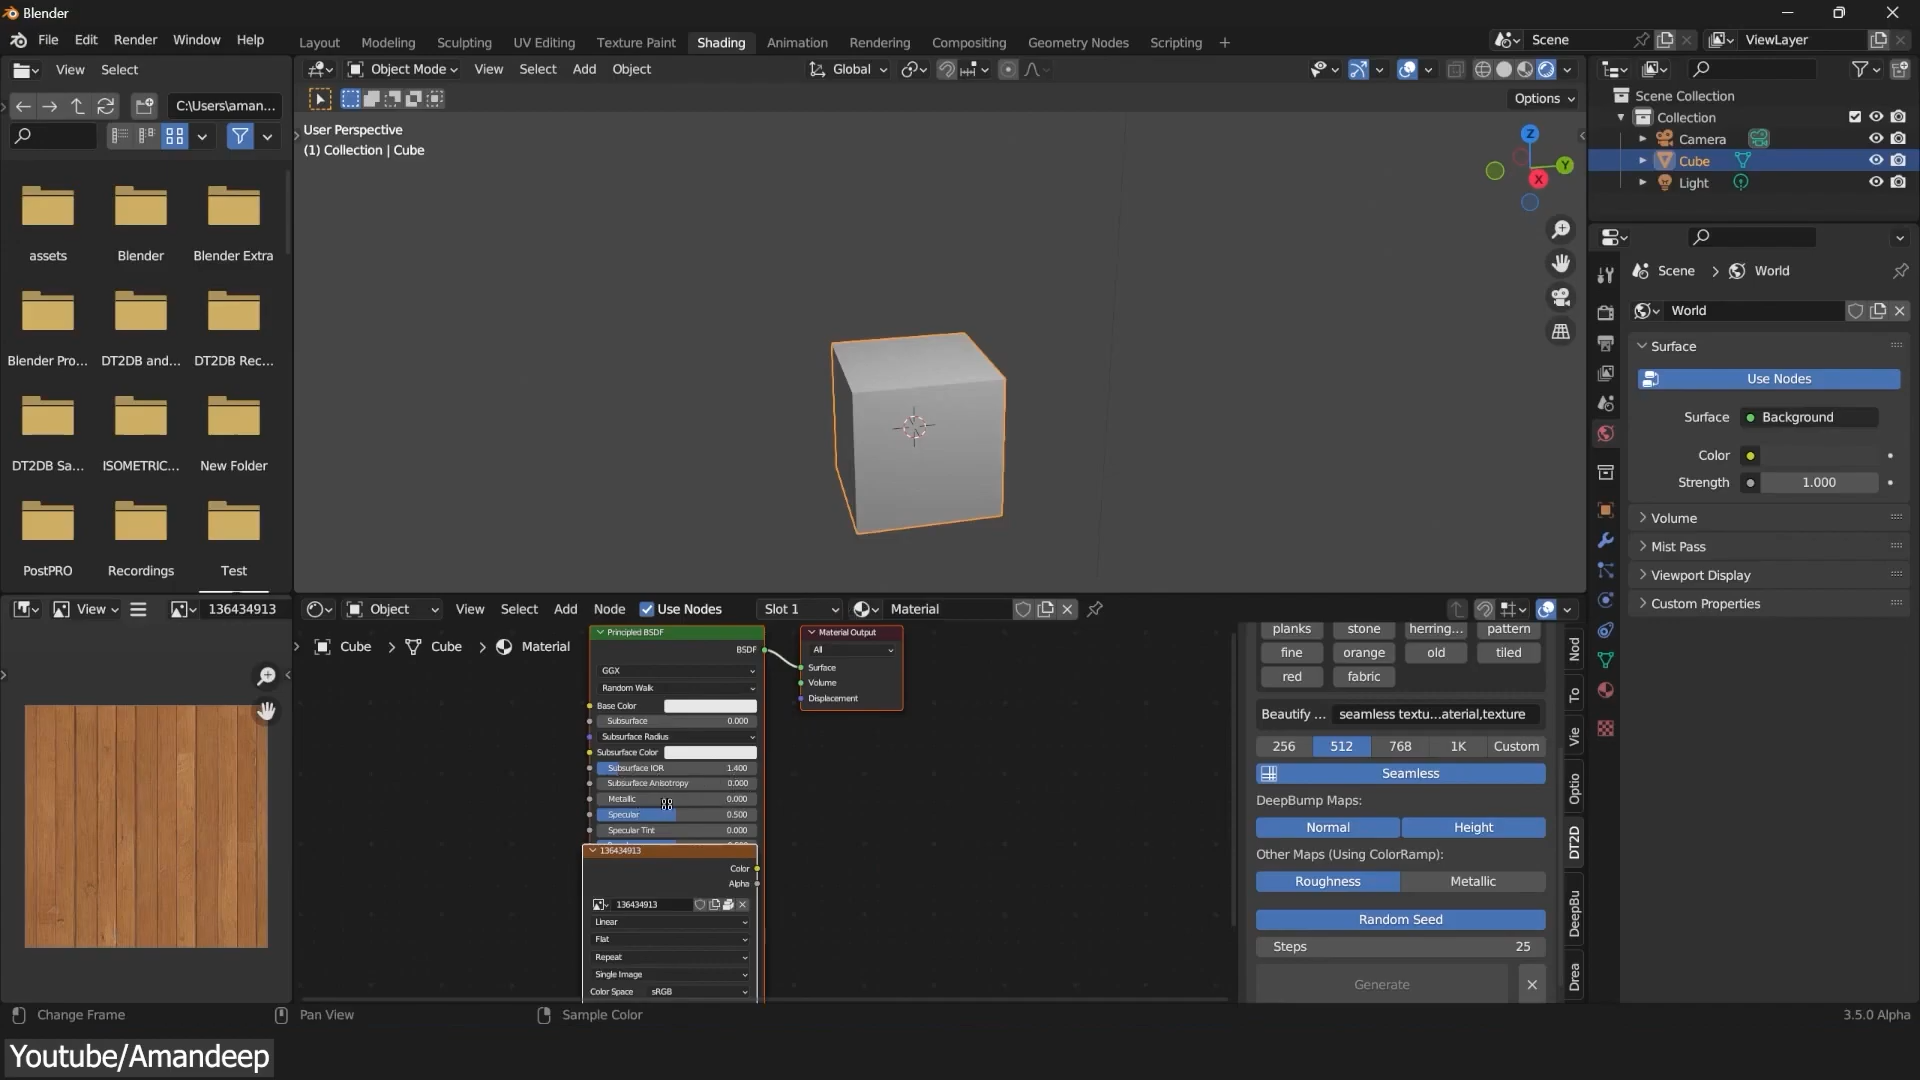 Blender
File Edit Render Window Help
Layout Modeling Sculpting UV Editing Texture Paint Shading Animation Rendering Compositing Geometry Nodes Scripting +
Scene
ViewLayer
View Select
Object Mode View Select Add Object
Global
C:\Users\aman...
Options
User Perspective
(1) Collection | Cube
Z
Y
X
assets Blender Blender Extra
Blender Pro... DT2DB and... DT2DB Rec...
DT2DB Sa... ISOMETRIC... New Folder
PostPRO Recordings Test
Scene Collection
Collection
Camera
Cube
Light
Scene > World
World
Surface
Use Nodes
Surface Background
Color
Strength 1.000
Volume
Mist Pass
Viewport Display
Custom Properties
View 136434913
Object View Select Add Node Use Nodes Slot 1 Material
Cube > Cube > Material
Principled BSDF
BSDF
GGX
Random Walk
Base Color
Subsurface 0.000
Subsurface Radius
Subsurface Color
Subsurface IOR 1.400
Subsurface Anisotropy 0.000
Metallic 0.000
Specular 0.500
Specular Tint 0.000
136434913
Color
Alpha
136434913
Linear
Flat
Repeat
Single Image
Color Space sRGB
Material Output
All
Surface
Volume
Displacement
planks stone herring... pattern
fine orange old tiled
red fabric
Beautify ... seamless textu...aterial,texture
256 512 768 1K Custom
Seamless
DeepBump Maps:
Normal Height
Other Maps (Using ColorRamp):
Roughness Metallic
Random Seed
Steps 25
Generate
Nod
To
Vie
Optio
DT2D
DeepBu
Drea
Change Frame Pan View Sample Color
3.5.0 Alpha
Youtube/Amandeep